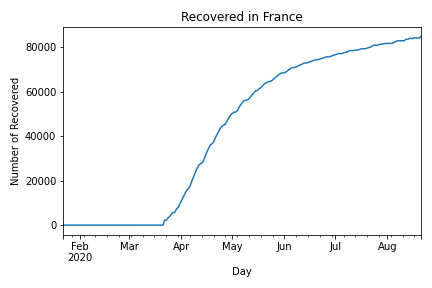 Recovered in France
Number of Recovered
80000
60000
40000
20000
0
Feb Mar Apr May Jun Jul Aug
2020
Day